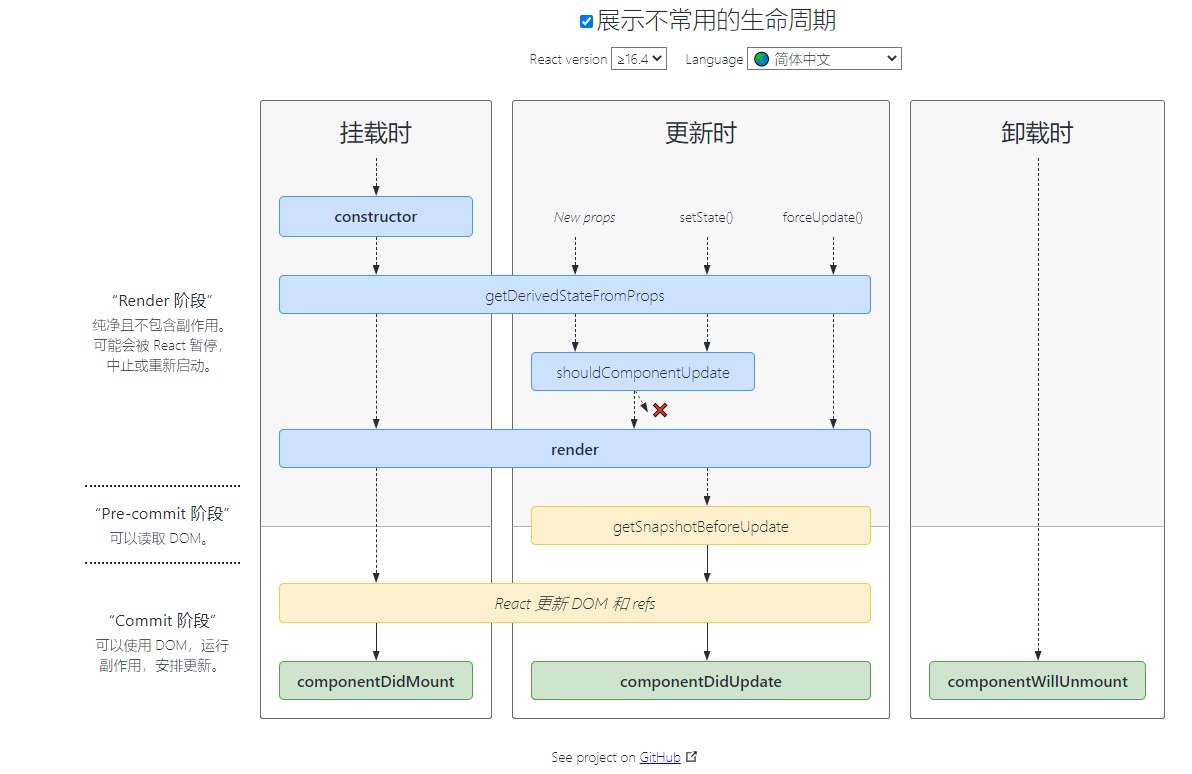 展示不常用的生命周期
React version ≥16.4 Language 简体中文
挂载时
更新时
卸载时
constructor
New props
setState()
forceUpdate()
“Render 阶段”
纯净且不包含副作用。
可能会被 React 暂停，
中止或重新启动。
getDerivedStateFromProps
shouldComponentUpdate
render
“Pre-commit 阶段”
可以读取 DOM。
getSnapshotBeforeUpdate
“Commit 阶段”
可以使用 DOM，运行
副作用，安排更新。
React 更新 DOM 和 refs
componentDidMount
componentDidUpdate
componentWillUnmount
See project on GitHub